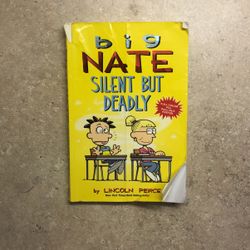 big
NATE
SILENT BUT
DEADLY
by LINCOLN PEIRCE